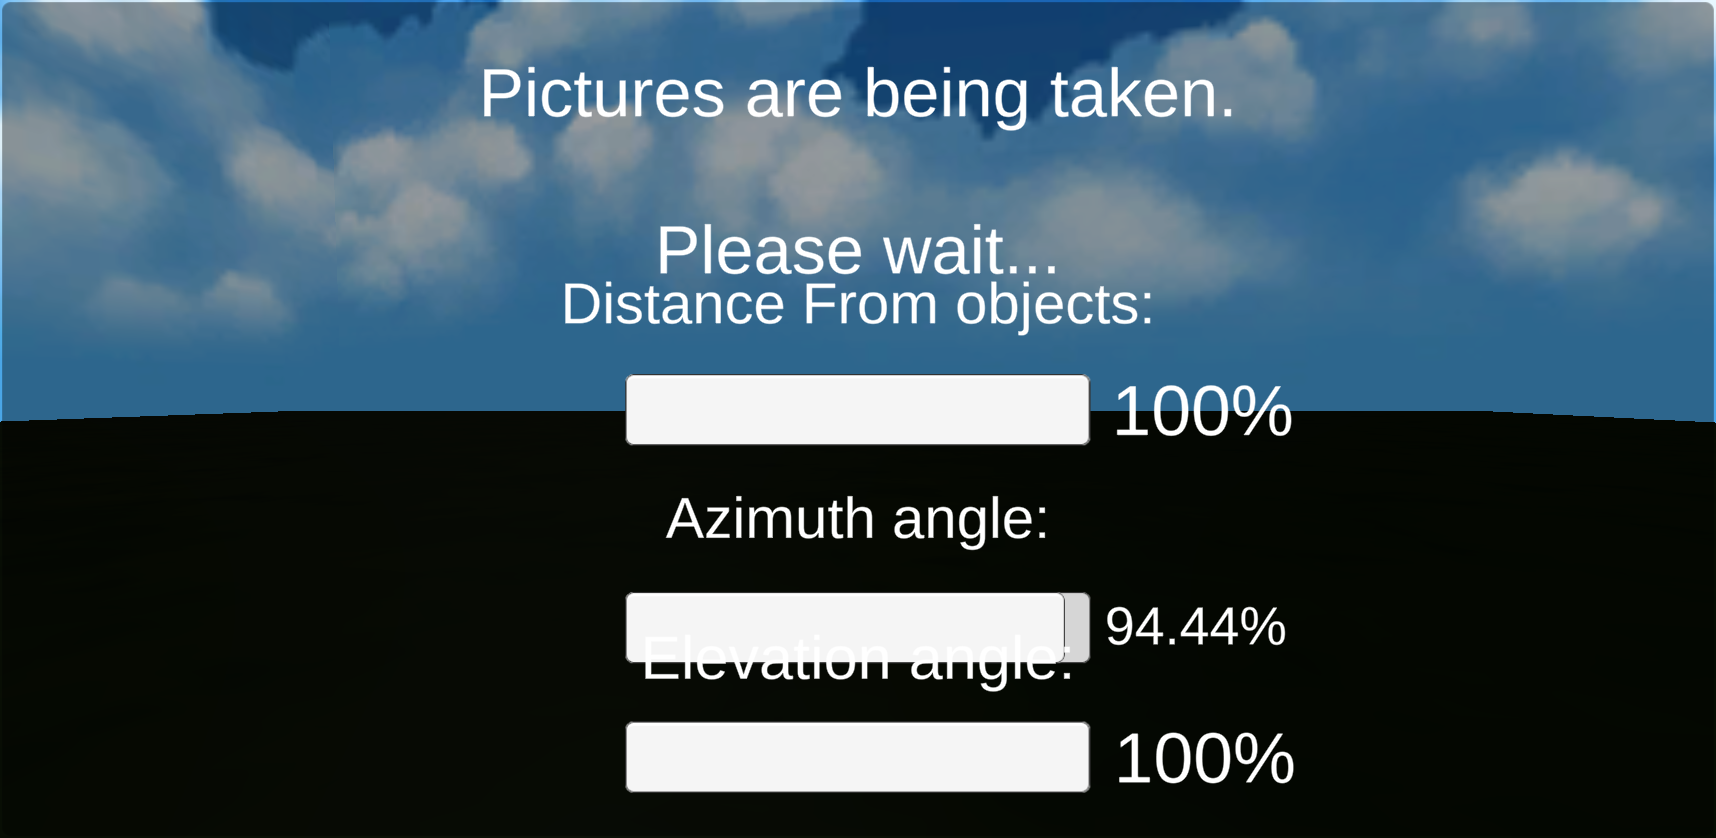 Pictures are being taken.
Please wait...
Distance From objects:
100%
Azimuth angle:
94.44%
Elevation angle:
100%